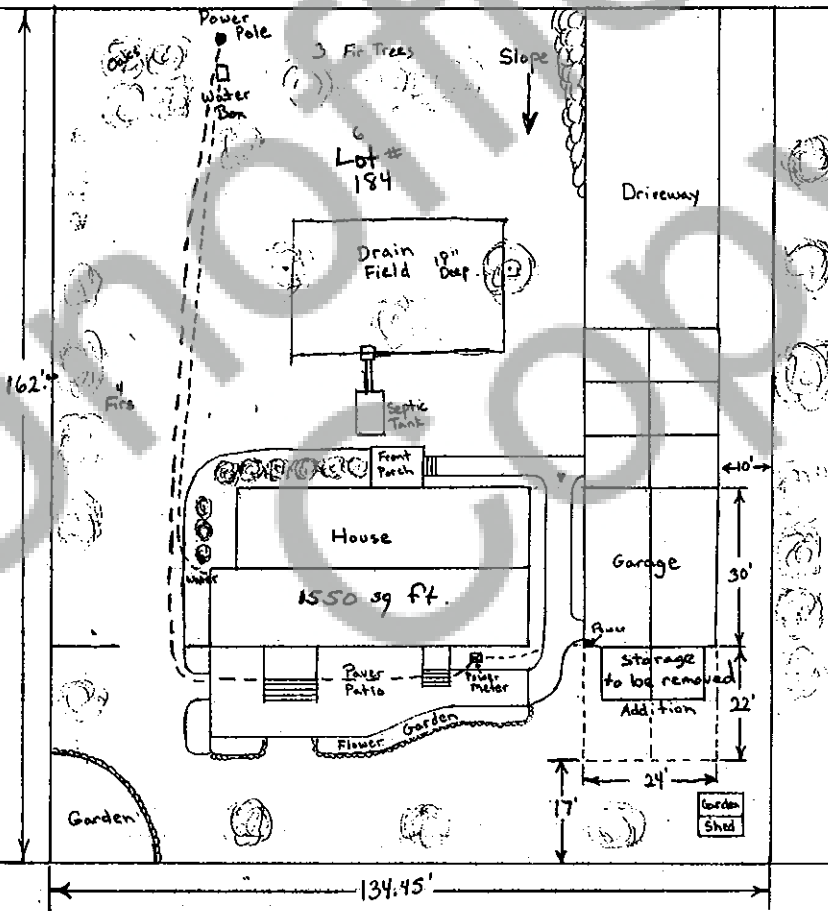 Power
Pole
Oaks
3 Fir Trees
Slope
Water
Box
6
Lot #
184
Driveway
Drain
Field
18"
Deep
162'
4
Firs
Septic
Tank
Front
Porch
10'
House
Garage
Water
1550 sq ft.
30'
Storage
to be removed
Paver
Patio
Power
Meter
Addition
22'
Flower Garden
24'
17'
Garden
Garden
Shed
134.45'